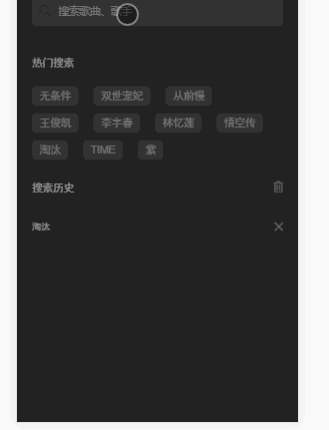 搜索歌曲、歌手
热门搜索
无条件 双世宠妃 从前慢
王俊凯 李宇春 林忆莲 悟空传
淘汰 TIME 紫
搜索历史
淘汰